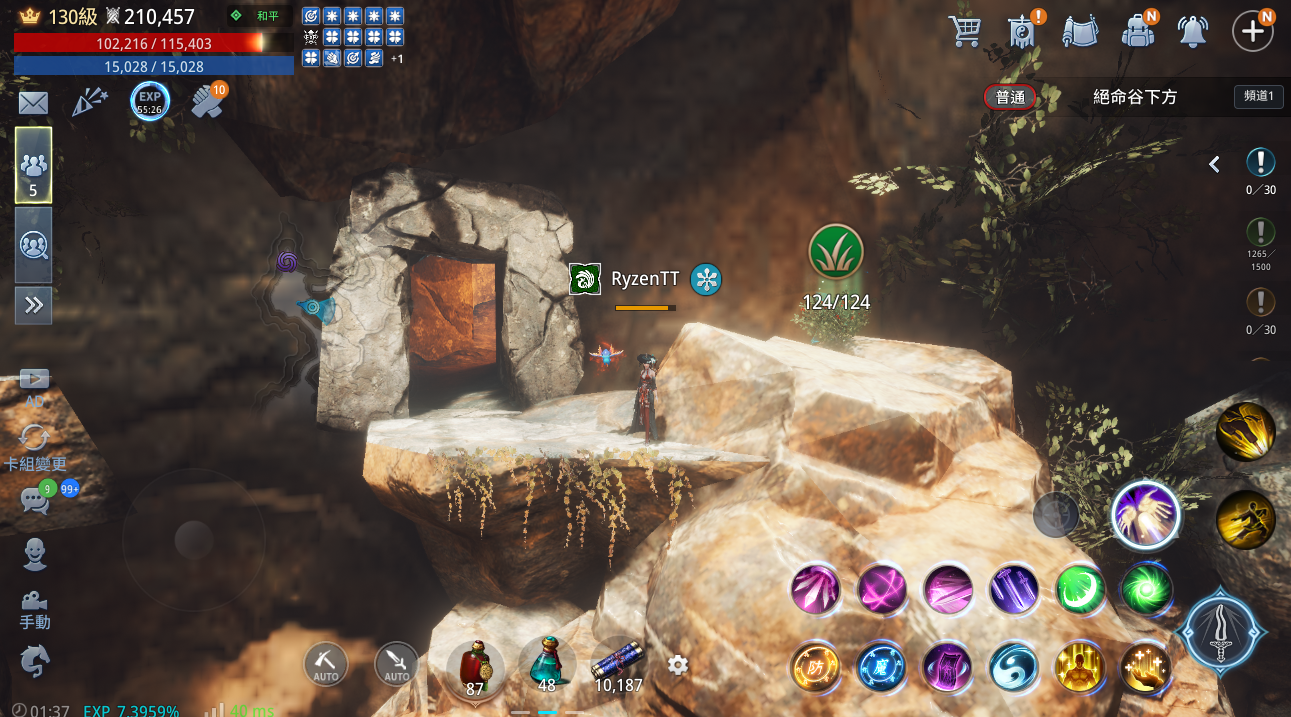 130級 210,457 和平
102,216 / 115,403
15,028 / 15,028
+1
EXP
55:26
10
5
N
N
普通 絕命谷下方 頻道1
0／30
1265／
1500
0／30
RyzenTT
124/124
AD
卡組變更
9 99+
手動
AUTO
AUTO
87
48
10,187
防
魔
01:37 EXP 7.3959% 40 ms